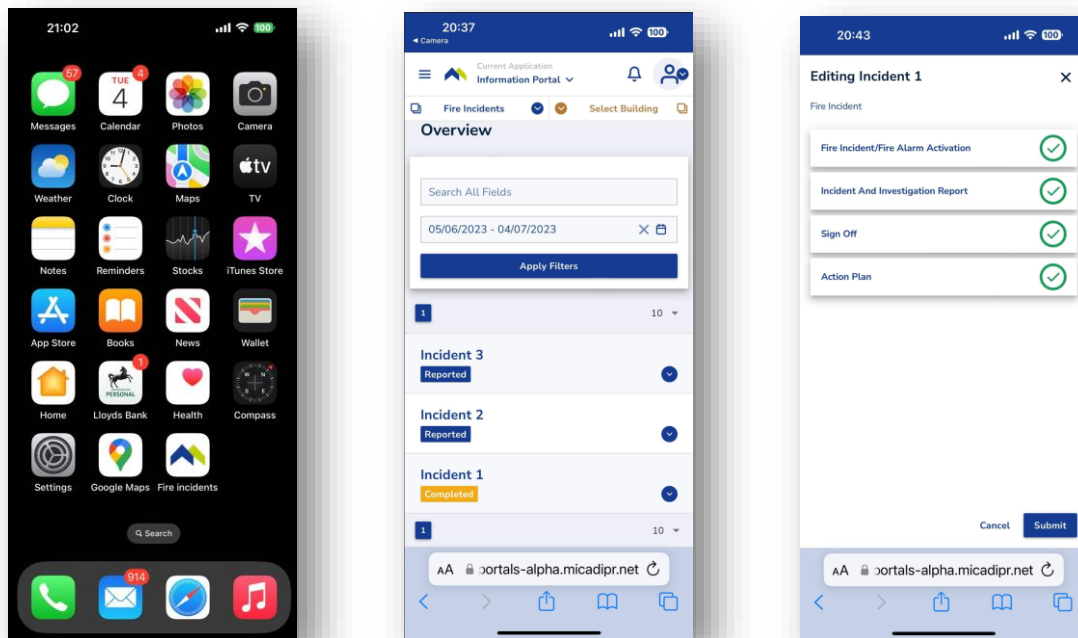 21:02
100
57
TUE
4
4
Messages
Calendar
Photos
Camera
tv
Weather
Clock
Maps
TV
Notes
Reminders
Stocks
iTunes Store
App Store
Books
News
Wallet
1
PERSONAL
Home
Lloyds Bank
Health
Compass
Settings
Google Maps
Fire incidents
Search
914
20:37
100
Camera
Current Application
Information Portal
Fire Incidents
Select Building
Overview
Search All Fields
05/06/2023 - 04/07/2023
Apply Filters
1
10
Incident 3
Reported
Incident 2
Reported
Incident 1
Completed
1
10
AA
portals-alpha.micadipr.net
20:43
100
Editing Incident 1
Fire Incident
Fire Incident/Fire Alarm Activation
Incident And Investigation Report
Sign Off
Action Plan
Cancel
Submit
AA
portals-alpha.micadipr.net